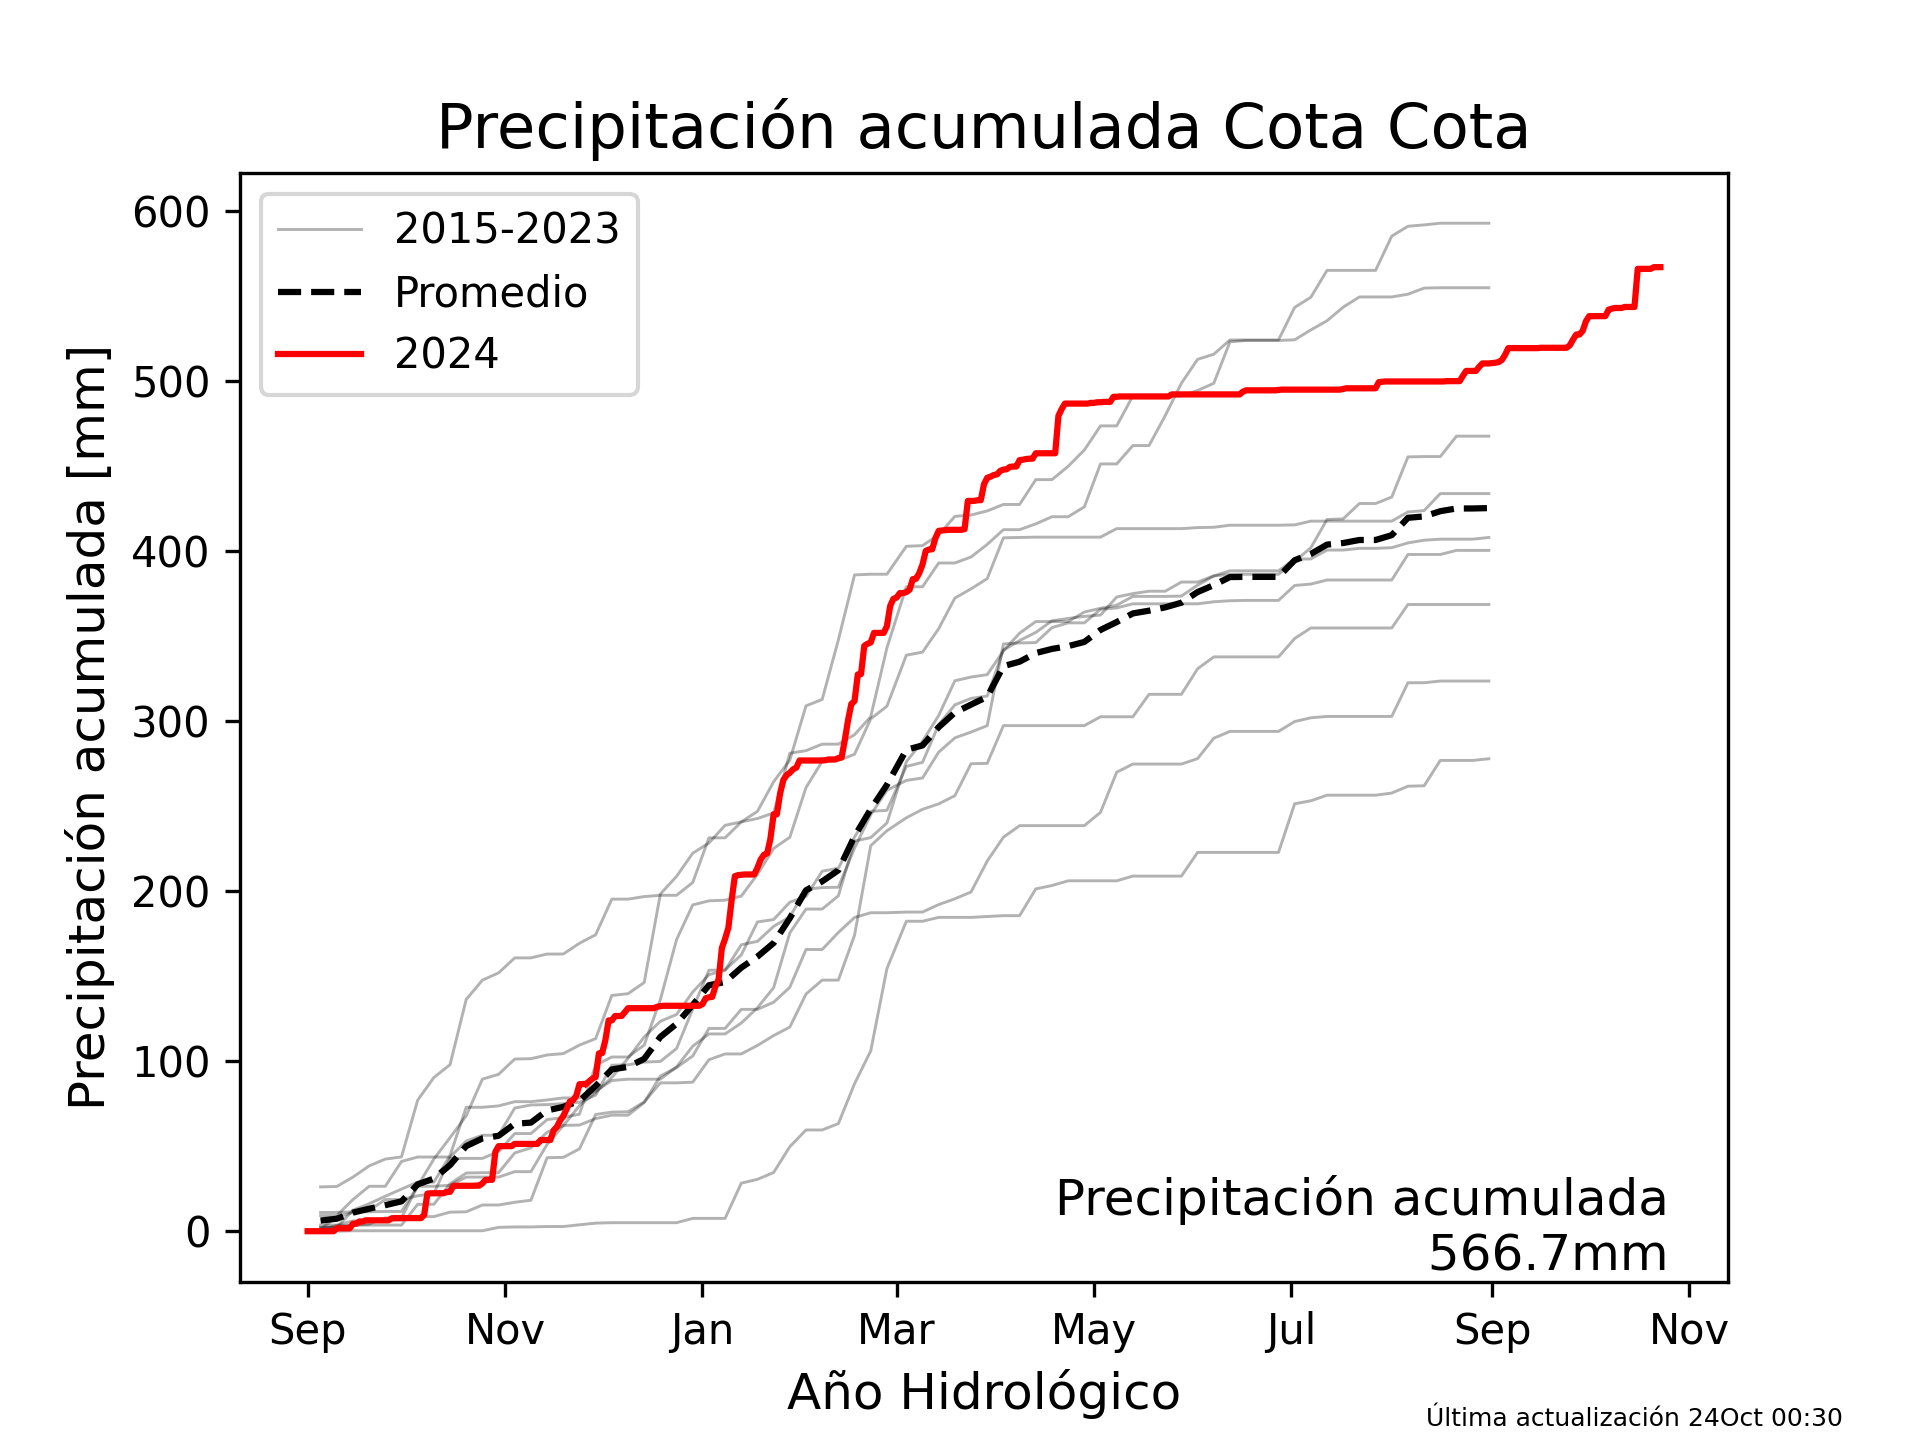 Precipitación acumulada Cota Cota
2015-2023
Promedio
2024
Precipitación acumulada [mm]
600
500
400
300
200
100
0
Precipitación acumulada
566.7mm
Sep Nov Jan Mar May Jul Sep Nov
Año Hidrológico
Última actualización 24Oct 00:30